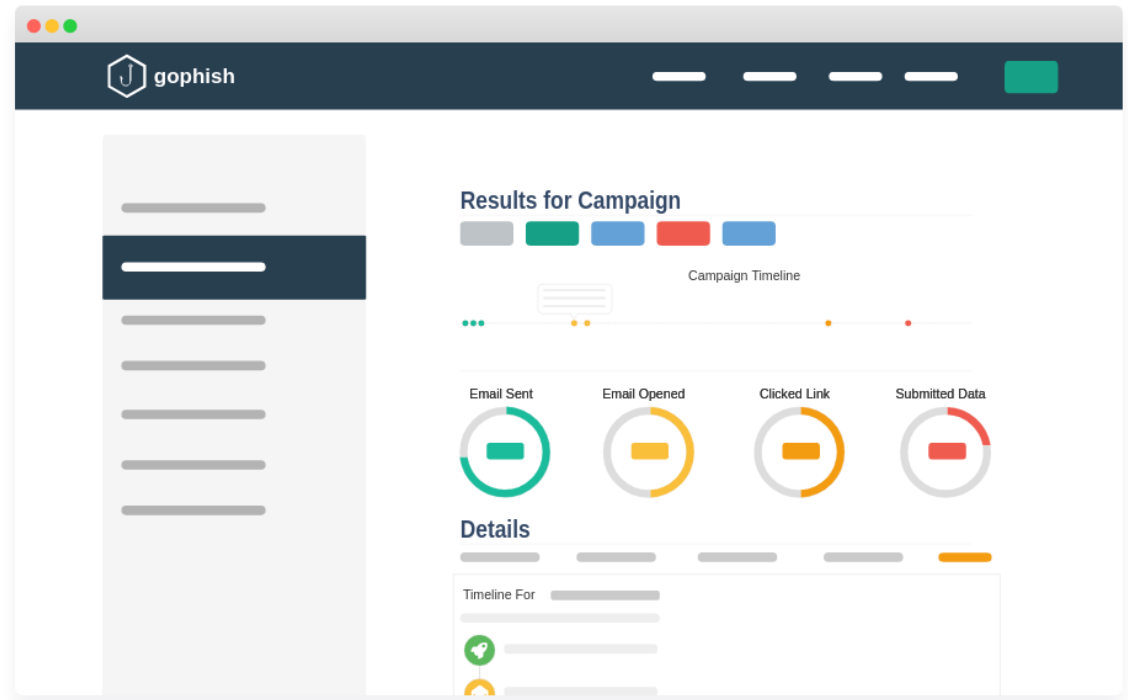 gophish
Results for Campaign
Campaign Timeline
Email Sent
Email Opened
Clicked Link
Submitted Data
Details
Timeline For